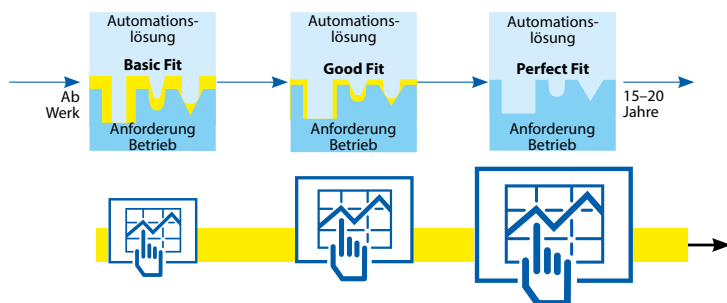 Automations-
lösung
Basic Fit
Anforderung
Betrieb
Automations-
lösung
Good Fit
Anforderung
Betrieb
Automations-
lösung
Perfect Fit
Anforderung
Betrieb
Ab
Werk
15–20
Jahre